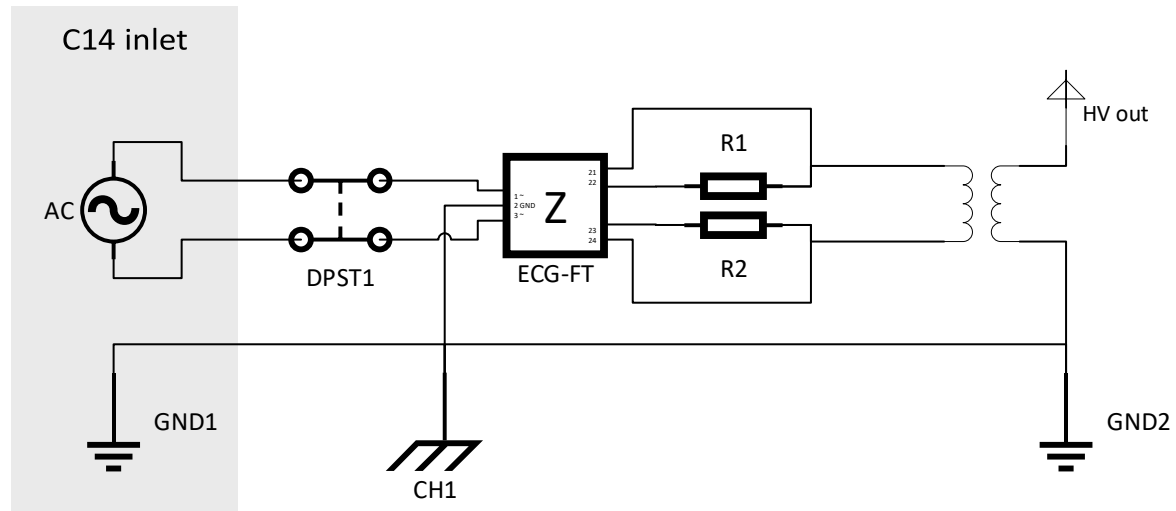 C14 inlet
AC
DPST1
1 ~
2 GND
3 ~
Z
21
22
23
24
ECG-FT
R1
R2
HV out
GND1
CH1
GND2